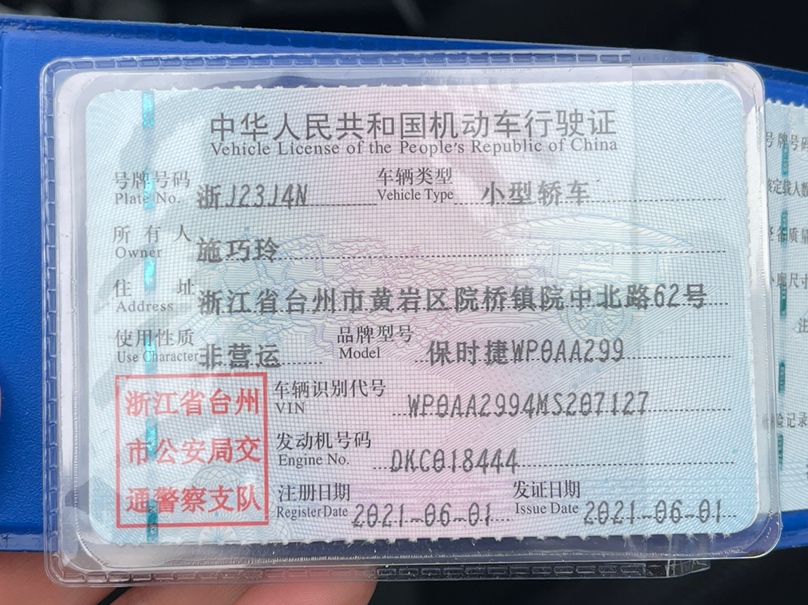 中华人民共和国机动车行驶证
Vehicle License of the People's Republic of China
号牌号码 浙J23J4N 车辆类型 小型轿车
Plate No. Vehicle Type
所有人 施巧玲
Owner
住址 浙江省台州市黄岩区院桥镇院中北路62号
Address
使用性质 非营运 品牌型号 保时捷WP0AA299
Use Character Model
车辆识别代号 WP0AA2994MS207127
VIN
发动机号码 DKC018444
Engine No.
注册日期 2021-06-01 发证日期 2021-06-01
Register Date Issue Date
浙江省台州
市公安局交
通警察支队